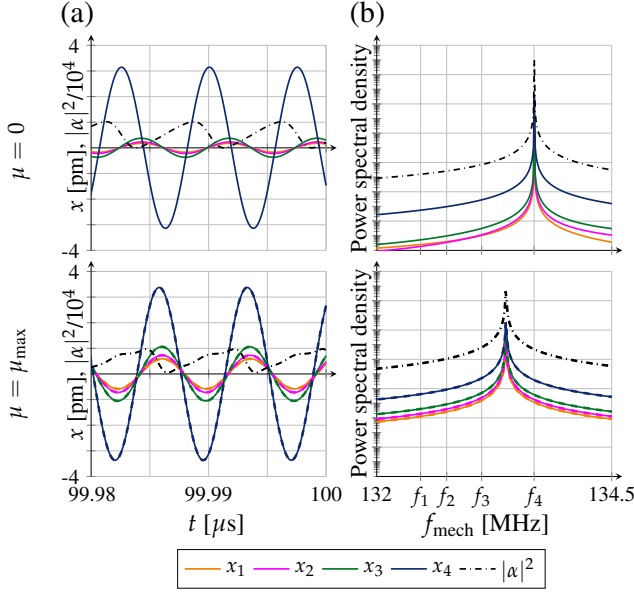 (a)
(b)
μ = 0
x [pm], |α|²/10⁴
4
-4
Power spectral density
μ = μmax
x [pm], |α|²/10⁴
4
-4
99.98
99.99
100
t [μs]
Power spectral density
132
f₁
f₂
f₃
f₄
134.5
fmech [MHz]
x₁
x₂
x₃
x₄
|α|²